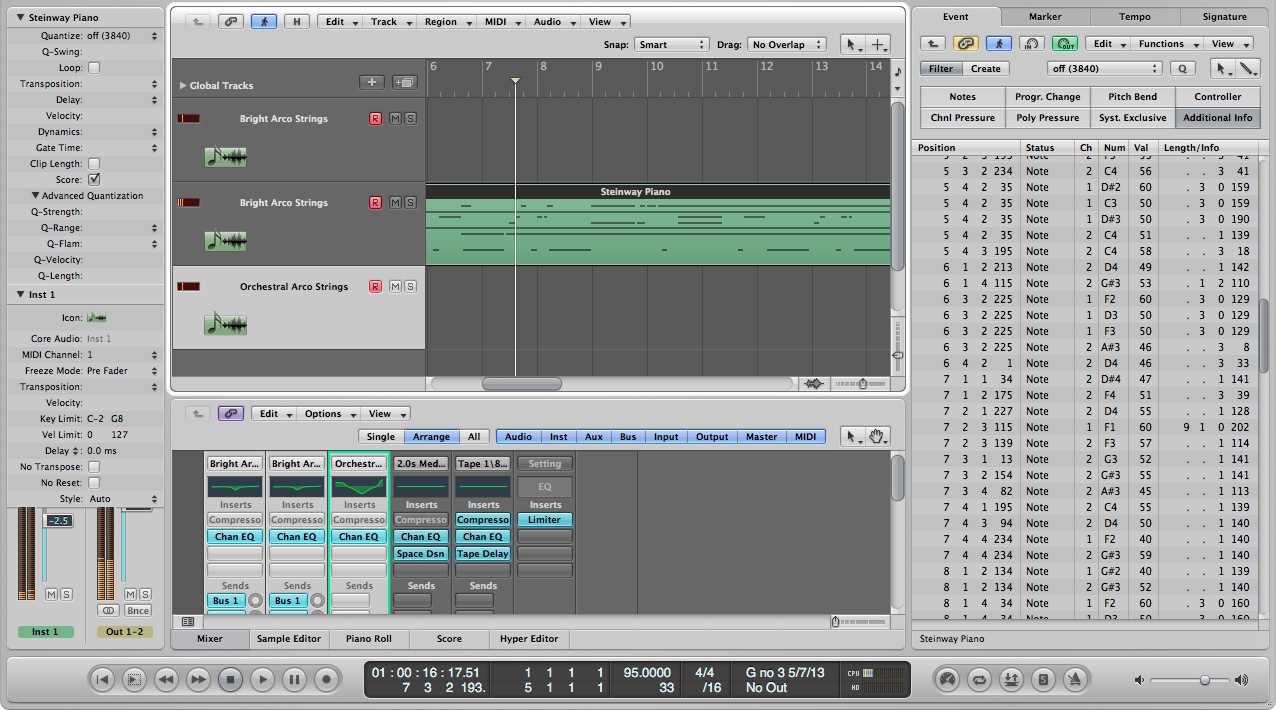 Steinway Piano
Quantize: off (3840)
Q-Swing:
Loop:
Transposition:
Delay:
Velocity:
Dynamics:
Gate Time:
Clip Length:
Score:
Advanced Quantization
Q-Strength:
Q-Range:
Q-Flam:
Q-Velocity:
Q-Length:
Inst 1
Icon:
Core Audio: Inst 1
MIDI Channel: 1
Freeze Mode: Pre Fader
Transposition:
Velocity:
Key Limit: C-2 G8
Vel Limit: 0 127
Delay : 0.0 ms
No Transpose:
No Reset:
Style: Auto
-2.5
M S M S
Bnce
Inst 1 Out 1-2
H Edit Track Region MIDI Audio View
Snap: Smart Drag: No Overlap
Global Tracks
6 7 8 9 10 11 12 13 14
Bright Arco Strings R M S
Bright Arco Strings R M S
Steinway Piano
Orchestral Arco Strings R M S
Edit Options View
Single Arrange All Audio Inst Aux Bus Input Output Master MIDI
Bright Ar... Bright Ar... Orchestr... 2.0s Med... Tape 1\8... Setting
EQ
Inserts Inserts Inserts Inserts Inserts Inserts
Compresso Compresso Compresso Compresso Compresso Limiter
Chan EQ Chan EQ Chan EQ Chan EQ Chan EQ
Space Dsn Tape Delay
Sends Sends Sends Sends Sends
Bus 1 Bus 1
Mixer Sample Editor Piano Roll Score Hyper Editor
Event Marker Tempo Signature
IN OUT Edit Functions View
Filter Create off (3840) Q
Notes Progr. Change Pitch Bend Controller
Chnl Pressure Poly Pressure Syst. Exclusive Additional Info
Position Status Ch Num Val Length/Info
5 2 3 195 Note 2 F3 55 . . 3 41
5 3 2 234 Note 2 C4 56 . . 3 41
5 4 2 35 Note 1 D#2 60 . 3 0 159
5 4 2 35 Note 1 C3 50 . 3 0 159
5 4 2 35 Note 1 D#3 50 . 3 0 190
5 4 2 35 Note 2 C4 51 . . 1 139
5 4 3 195 Note 2 C4 58 . . 3 18
6 1 2 213 Note 2 D4 49 . . 1 142
6 1 4 115 Note 2 G#3 53 . 1 2 110
6 3 2 225 Note 1 F2 60 . 3 0 129
6 3 2 225 Note 1 D3 50 . 3 0 129
6 3 2 225 Note 1 F3 50 . 3 0 129
6 3 2 225 Note 2 A#3 46 . . 3 8
6 4 2 1 Note 2 D4 46 . . 3 33
7 1 1 34 Note 2 D#4 47 . . 1 141
7 1 2 175 Note 2 F4 51 . . 3 39
7 2 1 227 Note 2 D4 55 . . 1 128
7 2 3 115 Note 1 F1 60 9 1 0 202
7 2 3 139 Note 2 F3 57 . . 1 114
7 3 1 13 Note 2 G3 52 . . 1 141
7 3 2 154 Note 2 G#3 55 . . 1 141
7 3 4 82 Note 2 A#3 45 . . 1 113
7 4 1 195 Note 2 C4 55 . . 1 139
7 4 3 94 Note 2 D4 50 . . 1 140
7 4 4 234 Note 1 F2 40 . . 1 140
7 4 4 234 Note 2 G#3 59 . . 1 140
8 1 2 134 Note 1 G#2 40 . . 1 139
8 1 2 134 Note 2 G#3 52 . . 1 140
8 1 4 34 Note 1 F2 60 . 3 0 160
8 1 4 34 Note 1 D3 50 . 3 0 160
Steinway Piano
01 : 00 : 16 : 17.51
7 3 2 193.
1 1 1 1
5 1 1 1
95.0000
33
4/4
/16
G no 3 5/7/13
No Out
CPU
HD
S